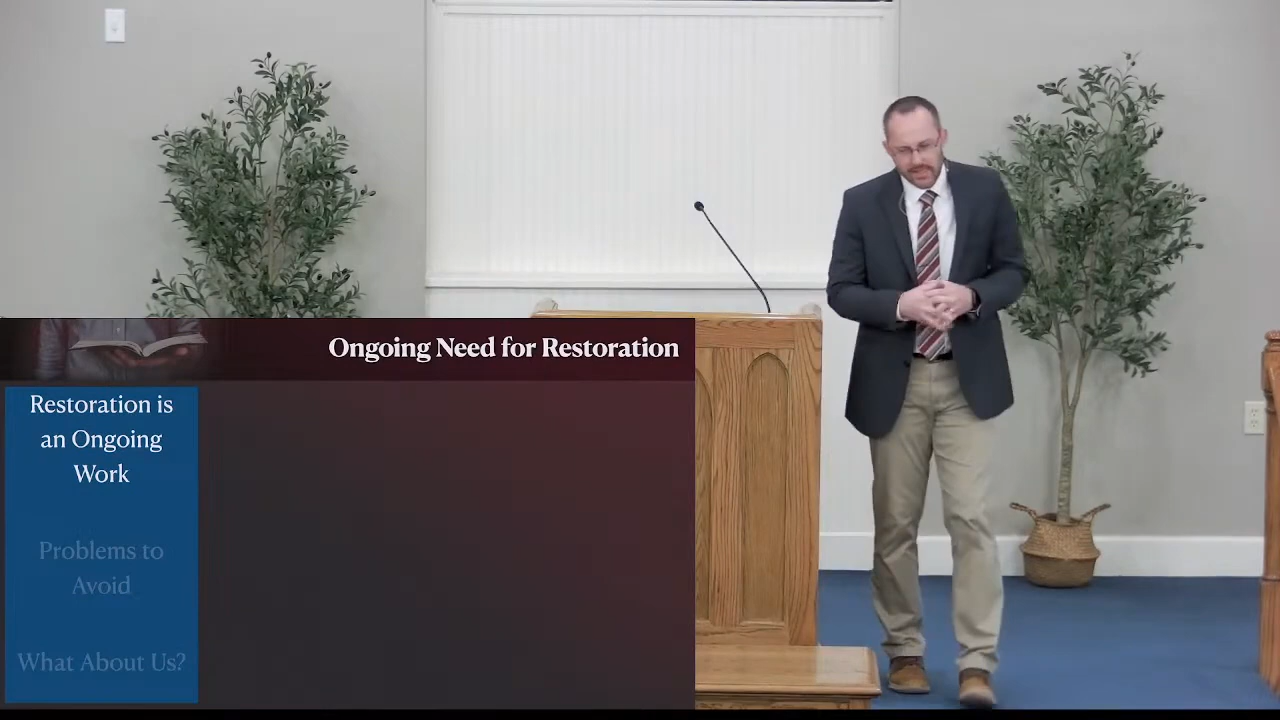 Ongoing Need for Restoration
Restoration is
an Ongoing
Work
Problems to
Avoid
What About Us?